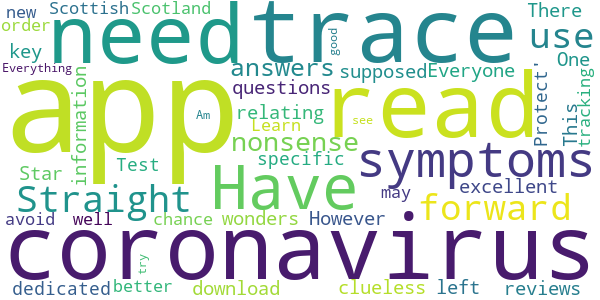 new Scottish Scotland There
order need trace good use
key answers supposed Everyone One
Everything app questions read
information Am relating Protect' This tracking
Learn nonsense see
Star Test specific symptoms
Straight Have may excellent
forward
avoid well chance wonders However
coronavirus
try
dedicated better download clueless left reviews